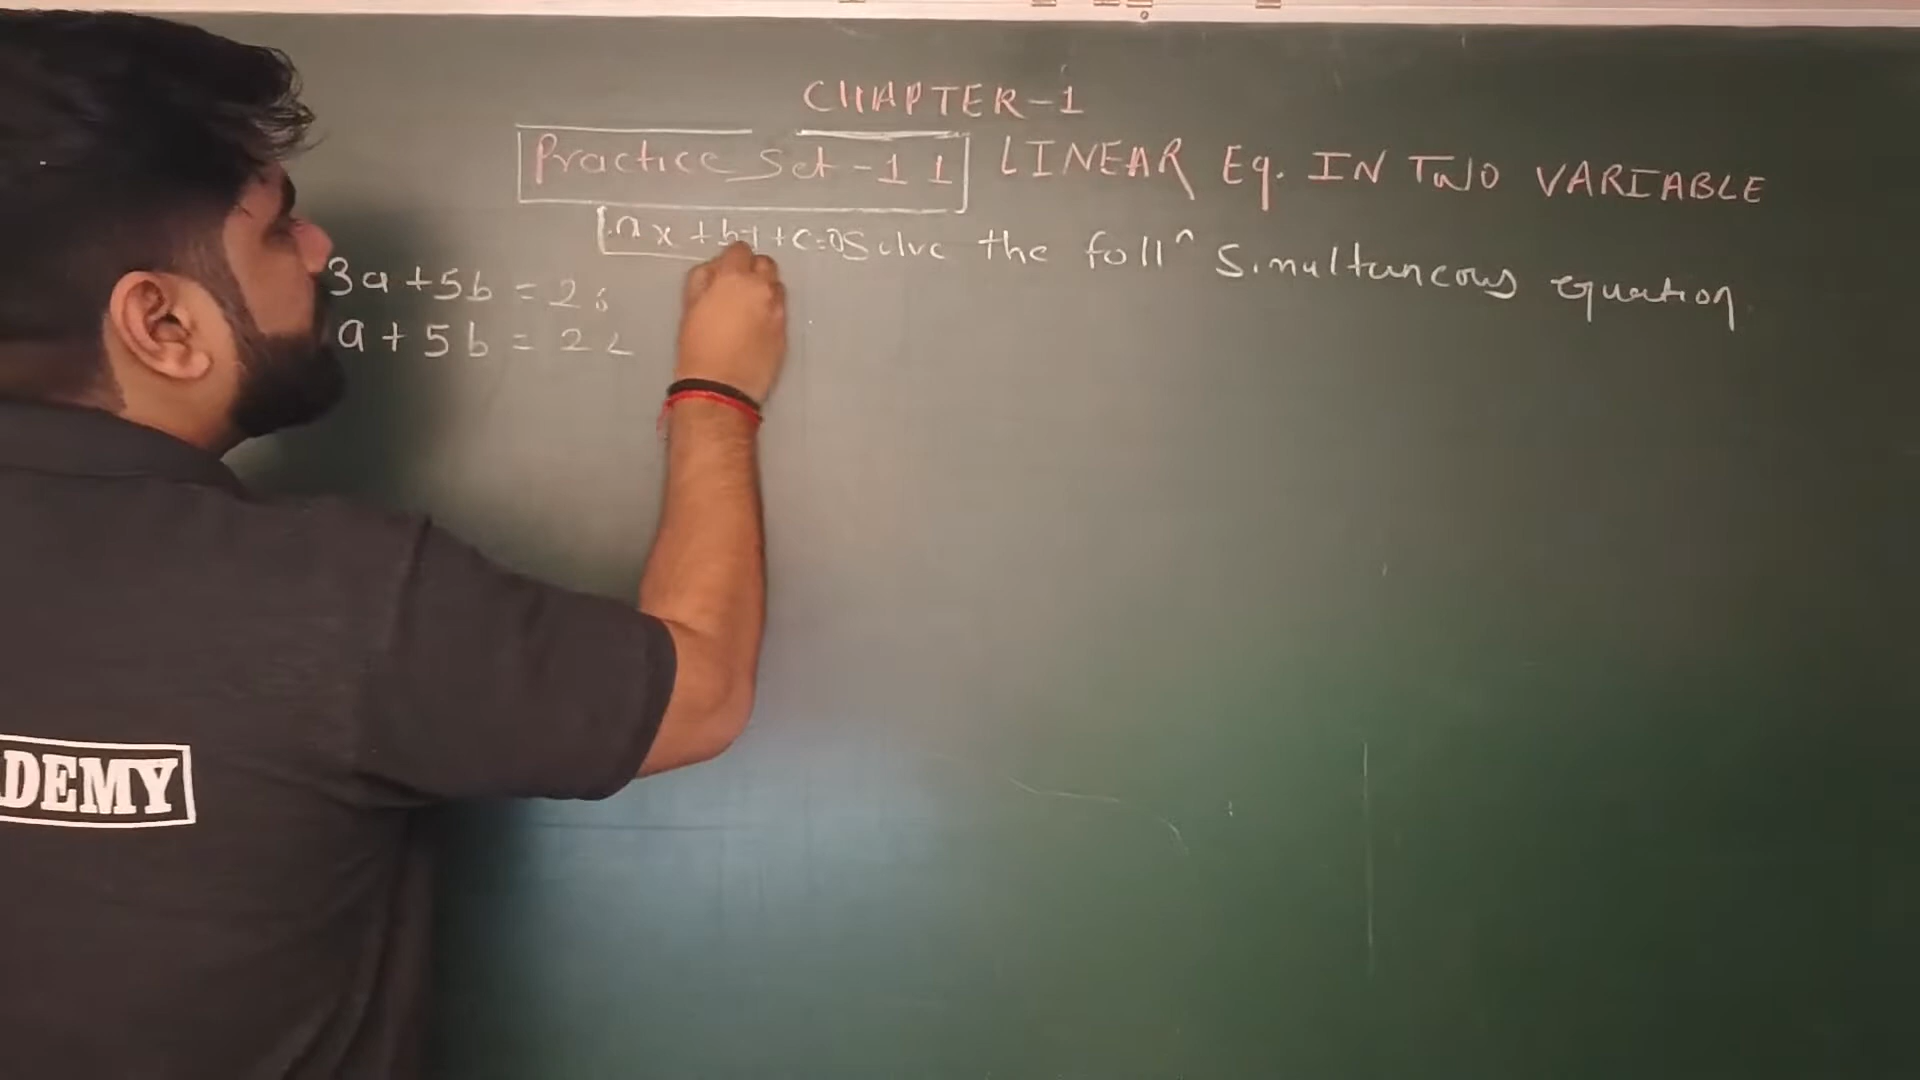 CHAPTER-1
Practice Set-1 1 LINEAR Eq. IN TWO VARIABLE
ax + by + c=0 Solve the foll^ Simultaneous equation
3a + 5b = 26
a + 5b = 22
DEMY